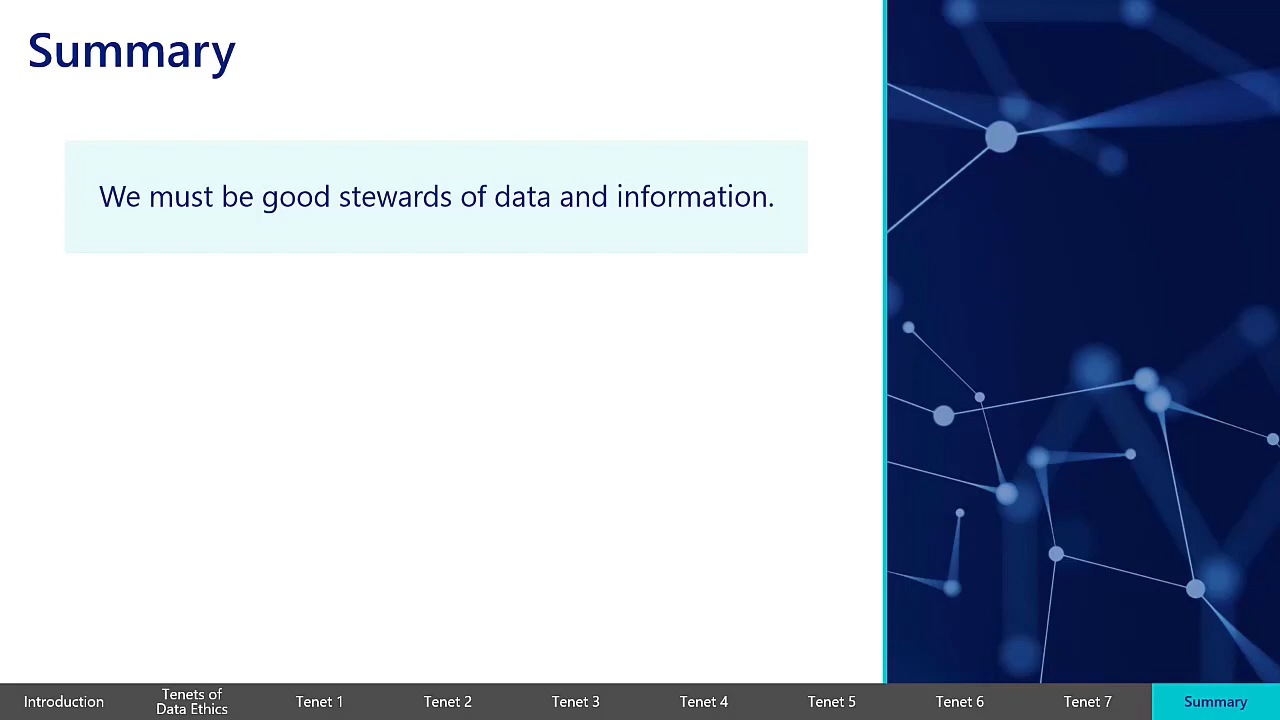 Summary
We must be good stewards of data and information.
Introduction
Tenets of
Data Ethics
Tenet 1
Tenet 2
Tenet 3
Tenet 4
Tenet 5
Tenet 6
Tenet 7
Summary